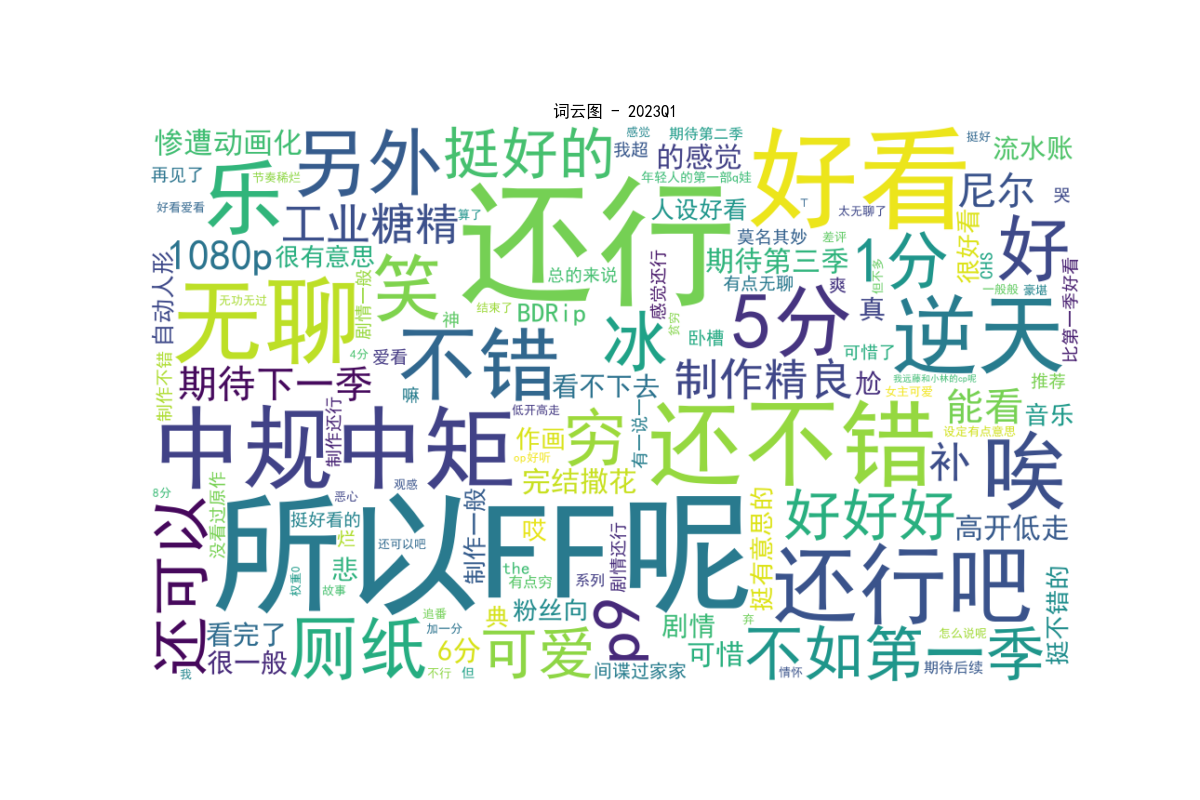 词云图 - 2023Q1
惨遭动画化
另外
挺好的
感觉
期待第二季
好看
挺好
流水账
我超
的感觉
再见了
节奏稀烂
乐
还行
年轻人的第一部q娃
尼尔
哭
好看爱看
工业糖精
算了
人设好看
T
太无聊了
很好看
好
1080p
很有意思
莫名其妙
差评
1分
CHS
比第一季好看
自动人形
笑
总的来说
感觉还行
期待第三季
但不多
无功无过
剧情一般
有点无聊
爽
一般般
豪堪
无聊
神
结束了
BDRip
冰
贫穷
5分
真
逆天
4分
爱看
不错
卧槽
可惜了
制作不错
期待下一季
嘛
看不下去
制作精良
尬
我远藤和小林的cp呢
推荐
女主可爱
能看
音乐
制作还行
低开高走
中规中矩
作画
穷
有一说一
还不错
设定有点意思
op好听
补
唉
没看过原作
观感
完结撒花
8分
恶心
还可以
所以FF呢
制作一般
挺有意思的
好好好
高开低走
挺好看的
哎
还可以吧
悲
the
有点穷
系列
剧情还行
还行吧
挺不错的
权重0
故事
追番
典
粉丝向
p9
弃
看完了
厕纸
加一分
剧情
不如第一季
怎么说呢
很一般
6分
可爱
可惜
我
不行
但
间谍过家家
情怀
期待后续